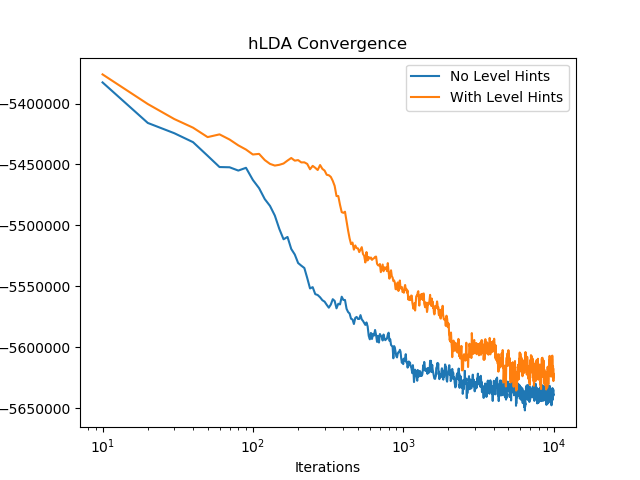 hLDA Convergence
No Level Hints
With Level Hints
−5400000
−5450000
−5500000
−5550000
−5600000
−5650000
10¹ 10² 10³ 10⁴
Iterations